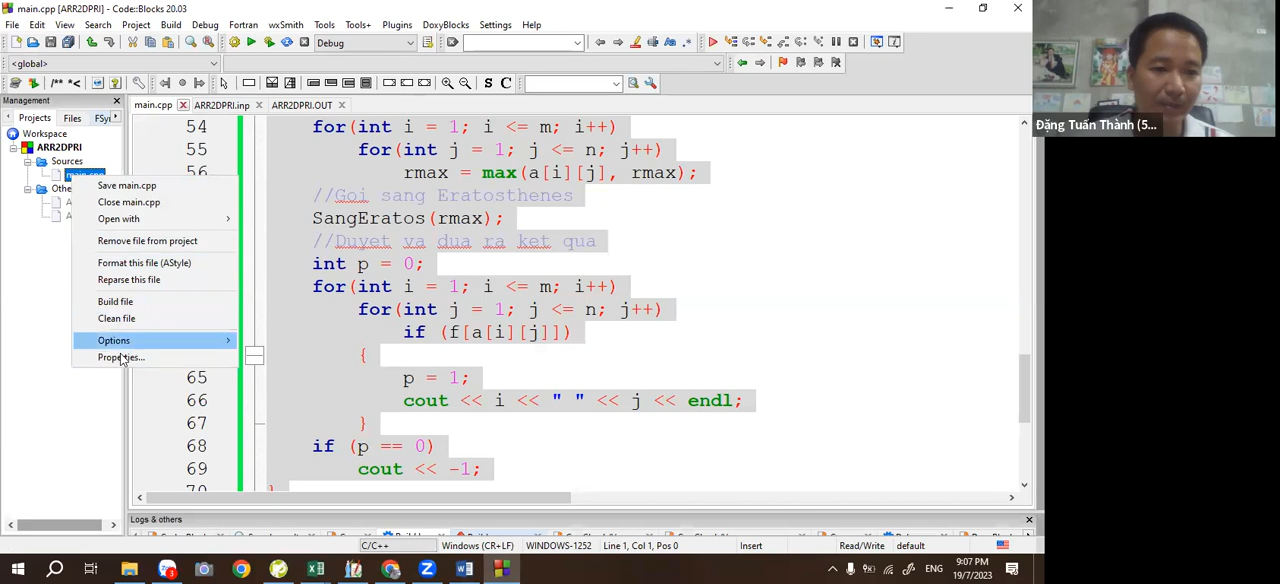 main.cpp [ARR2DPRI] - Code::Blocks 20.03
File Edit View Search Project Build Debug Fortran wxSmith Tools Tools+ Plugins DoxyBlocks Settings Help
Debug
<global>
/** *< S C
Management
Projects Files FSy
Workspace
ARR2DPRI
Sources
main.cpp
Othe
A
A
Save main.cpp
Close main.cpp
Open with
Remove file from project
Format this file (AStyle)
Reparse this file
Build file
Clean file
Options
Properties...
main.cpp ARR2DPRI.inp ARR2DPRI.OUT
54 for(int i = 1; i <= m; i++)
55 for(int j = 1; j <= n; j++)
56 rmax = max(a[i][j], rmax);
//Goi sang Eratosthenes
SangEratos(rmax);
//Duyet va dua ra ket qua
int p = 0;
for(int i = 1; i <= m; i++)
for(int j = 1; j <= n; j++)
if (f[a[i][j]])
{
65 p = 1;
66 cout << i << " " << j << endl;
67 }
68 if (p == 0)
69 cout << -1;
70 }
Logs & others
C/C++ Windows (CR+LF) WINDOWS-1252 Line 1, Col 1, Pos 0 Insert Read/Write default
ENG 9:07 PM
19/7/2023
Đặng Tuấn Thành (5...